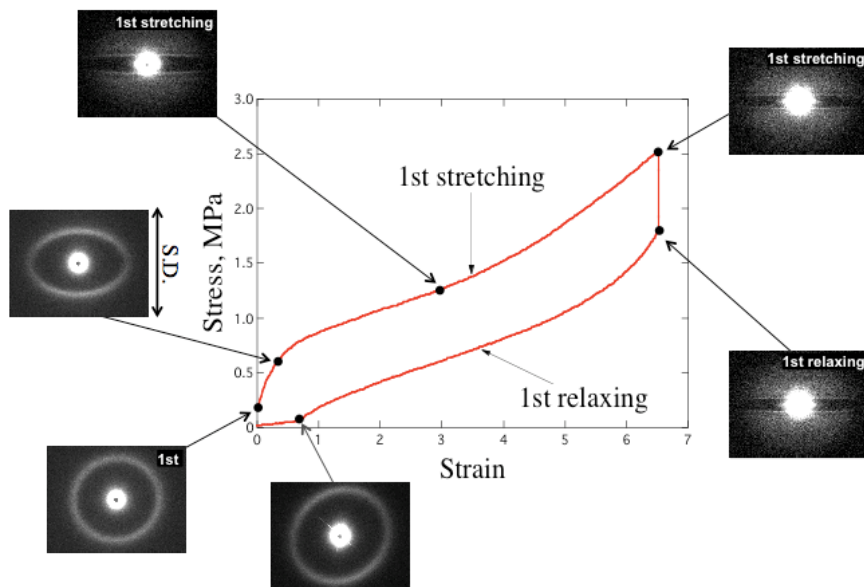 1st stretching
1st stretching
3.0
2.5
2.0
1.5
1.0
0.5
0
Stress, MPa
1st stretching
S.D.
1st relaxing
1st relaxing
0 1 2 3 4 5 6 7
Strain
1st